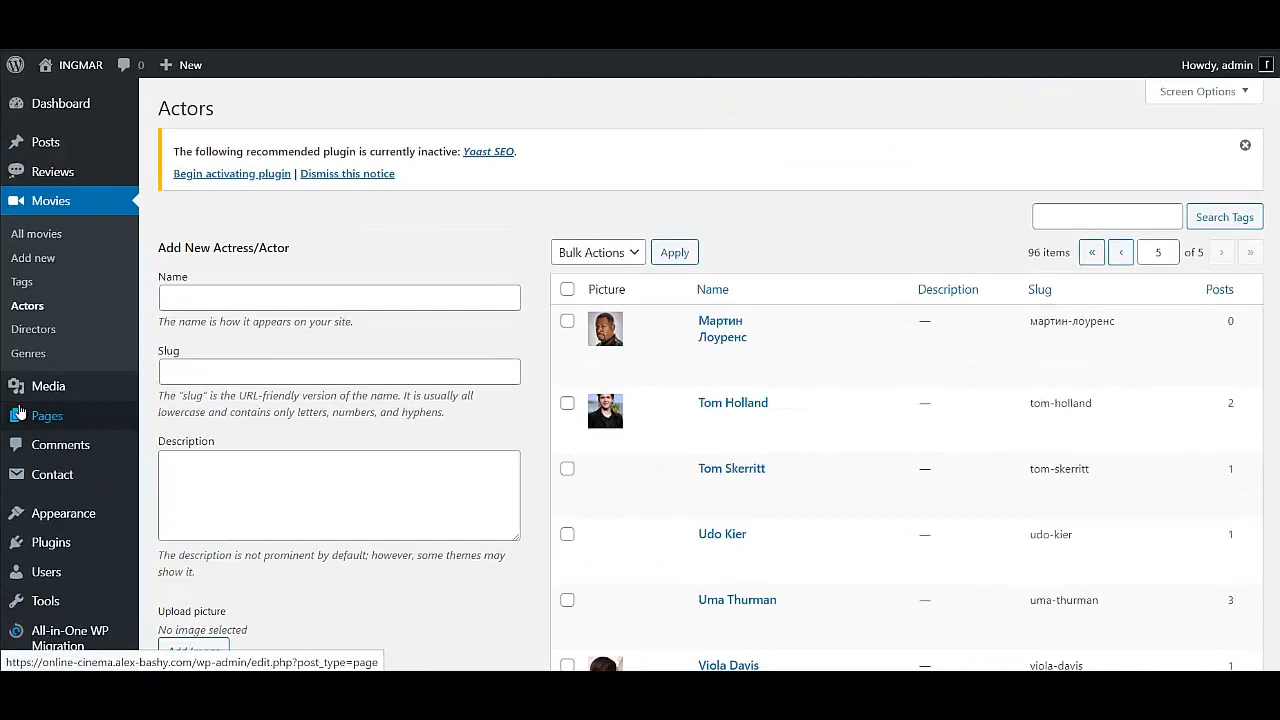 INGMAR 0 New Howdy, admin
Dashboard
Posts
Reviews
Movies
All movies
Add new
Tags
Actors
Directors
Genres
Media
Pages
Comments
Contact
Appearance
Plugins
Users
Tools
All-in-One WP
Migration
Screen Options
Actors
The following recommended plugin is currently inactive: Yoast SEO.
Begin activating plugin | Dismiss this notice
Search Tags
Add New Actress/Actor
Name
The name is how it appears on your site.
Slug
The "slug" is the URL-friendly version of the name. It is usually all
lowercase and contains only letters, numbers, and hyphens.
Description
The description is not prominent by default; however, some themes may
show it.
Upload picture
No image selected
Add Image
Bulk Actions Apply 96 items « ‹ 5 of 5 › »
Picture Name Description Slug Posts
Мартин
Лоуренс — мартин-лоуренс 0
Tom Holland — tom-holland 2
Tom Skerritt — tom-skerritt 1
Udo Kier — udo-kier 1
Uma Thurman — uma-thurman 3
Viola Davis — viola-davis 1
https://online-cinema.alex-bashy.com/wp-admin/edit.php?post_type=page